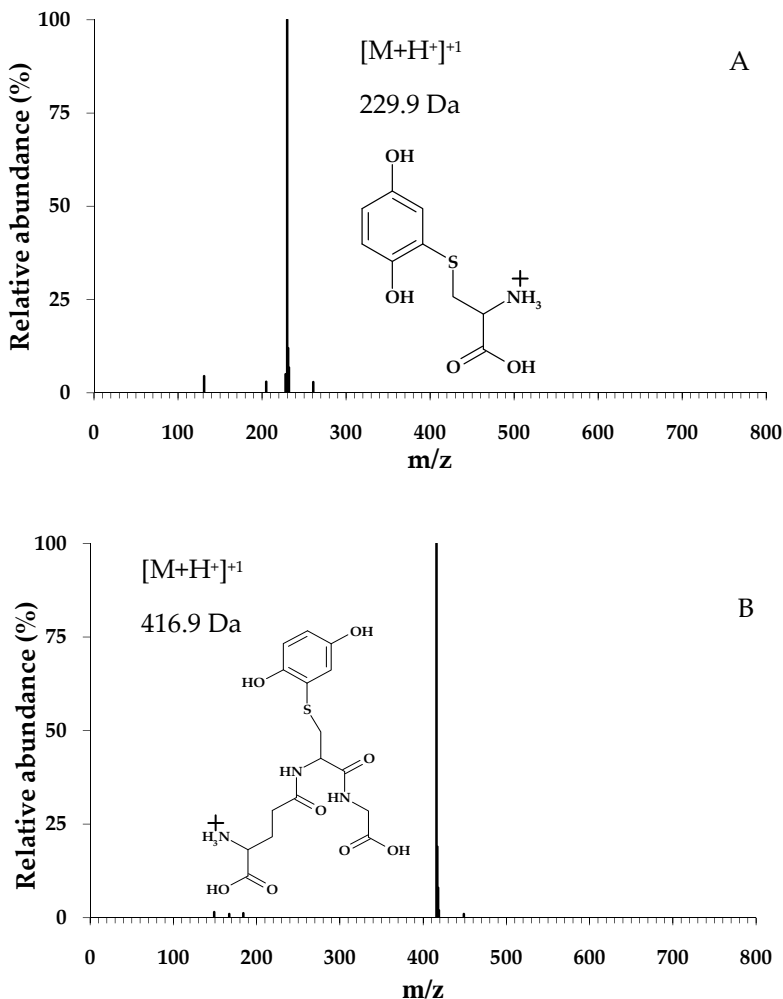 100
75
50
25
0
Relative abundance (%)
[M+H⁺]⁺¹
229.9 Da
A
OH
S
OH
+
NH₃
O
OH
0 100 200 300 400 500 600 700 800
m/z
100
75
50
25
0
Relative abundance (%)
[M+H⁺]⁺¹
416.9 Da
B
OH
HO
S
HN
O
O
HN
+
H₃N
O
OH
HO
O
0 100 200 300 400 500 600 700 800
m/z